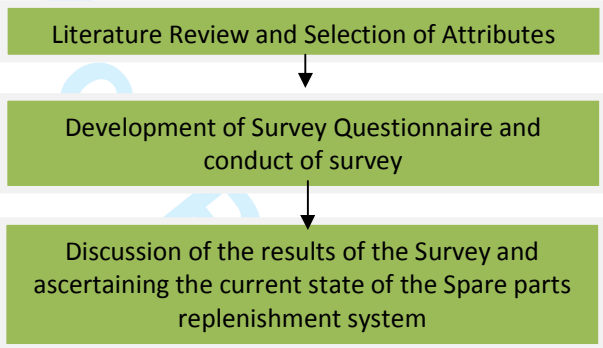 Literature Review and Selection of Attributes
Development of Survey Questionnaire and
conduct of survey
Discussion of the results of the Survey and
ascertaining the current state of the Spare parts
replenishment system